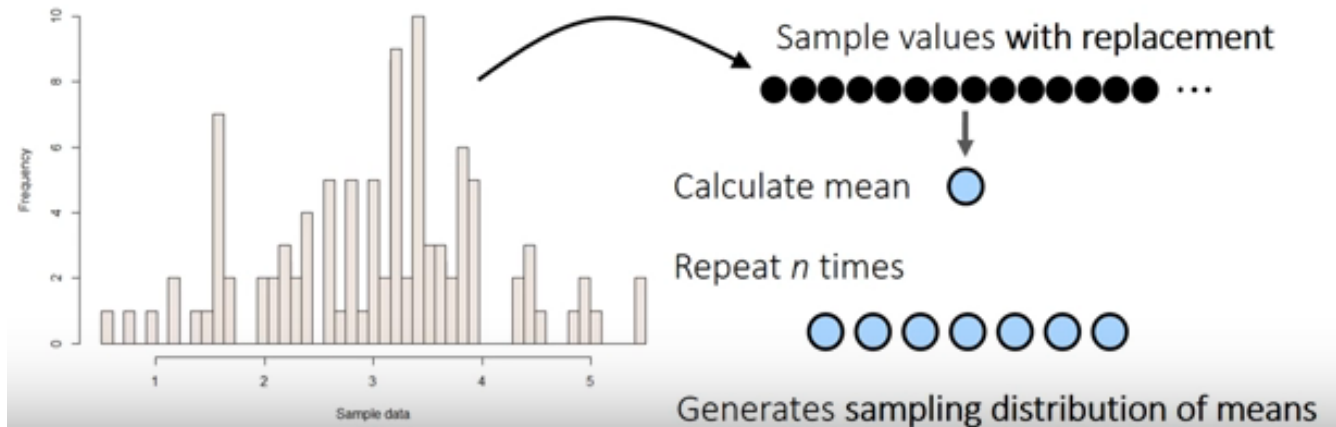 10
8
6
4
2
0
Frequency
1 2 3 4 5
Sample data
Sample values with replacement
...
Calculate mean
Repeat n times
Generates sampling distribution of means